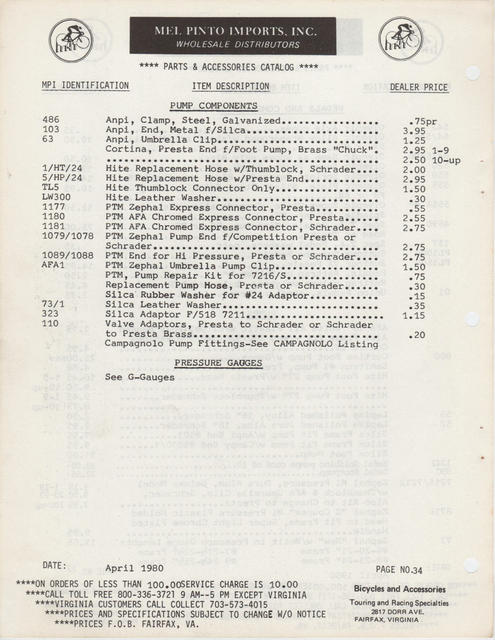 MEL PINTO IMPORTS, INC.
WHOLESALE DISTRIBUTORS
**** PARTS & ACCESSORIES CATALOG ****
MPI IDENTIFICATION ITEM DESCRIPTION DEALER PRICE
PUMP COMPONENTS
486 Anpi, Clamp, Steel, Galvanized................ .75pr
103 Anpi, End, Metal f/Silca...................... 3.95
63 Anpi, Umbrella Clip........................... 1.25
Cortina, Presta End f/Foot Pump, Brass "Chuck". 2.95 1-9
.............................................. 2.50 10-up
1/HT/24 Hite Replacement Hose w/Thumblock, Schrader.... 2.00
5/HP/24 Hite Replacement Hose w/Presta End............. 2.95
TL5 Hite Thumblock Connector Only................. 1.50
LW300 Hite Leather Washer........................... .30
1177 PTM Zephal Express Connector, Presta.......... .55
1180 PTM AFA Chromed Express Connector, Presta..... 2.55
1181 PTM AFA Chromed Express Connector, Schrader.... 2.75
1079/1078 PTM Zephal Pump End f/Competition Presta or
Schrader...................................... 2.75
1089/1088 PTM End for Hi Pressure, Presta or Schrader.... 2.75
AFA1 PTM Zephal Umbrella Pump Clip................. 1.50
PTM, Pump Repair Kit for 7216/S............... .75
Replacement Pump Hose, Presta or Schrader...... .30
Silca Rubber Washer for #24 Adaptor........... .15
73/1 Silca Leather Washer.......................... .35
323 Silca Adaptor F/518 7211...................... 1.15
110 Valve Adaptors, Presta to Schrader or Schrader
to Presta Brass............................... .20
Campagnolo Pump Fittings-See CAMPAGNOLO Listing
PRESSURE GAUGES
See G-Gauges
DATE: April 1980 PAGE NO.34
****ON ORDERS OF LESS THAN 100.00SERVICE CHARGE IS 10.00
****CALL TOLL FREE 800-336-3721 9 AM--5 PM EXCEPT VIRGINIA
****VIRGINIA CUSTOMERS CALL COLLECT 703-573-4015
****PRICES AND SPECIFICATIONS SUBJECT TO CHANGE W/O NOTICE
****PRICES F.O.B. FAIRFAX, VA.
Bicycles and Accessories
Touring and Racing Specialties
2817 DORR AVE.
FAIRFAX, VIRGINIA